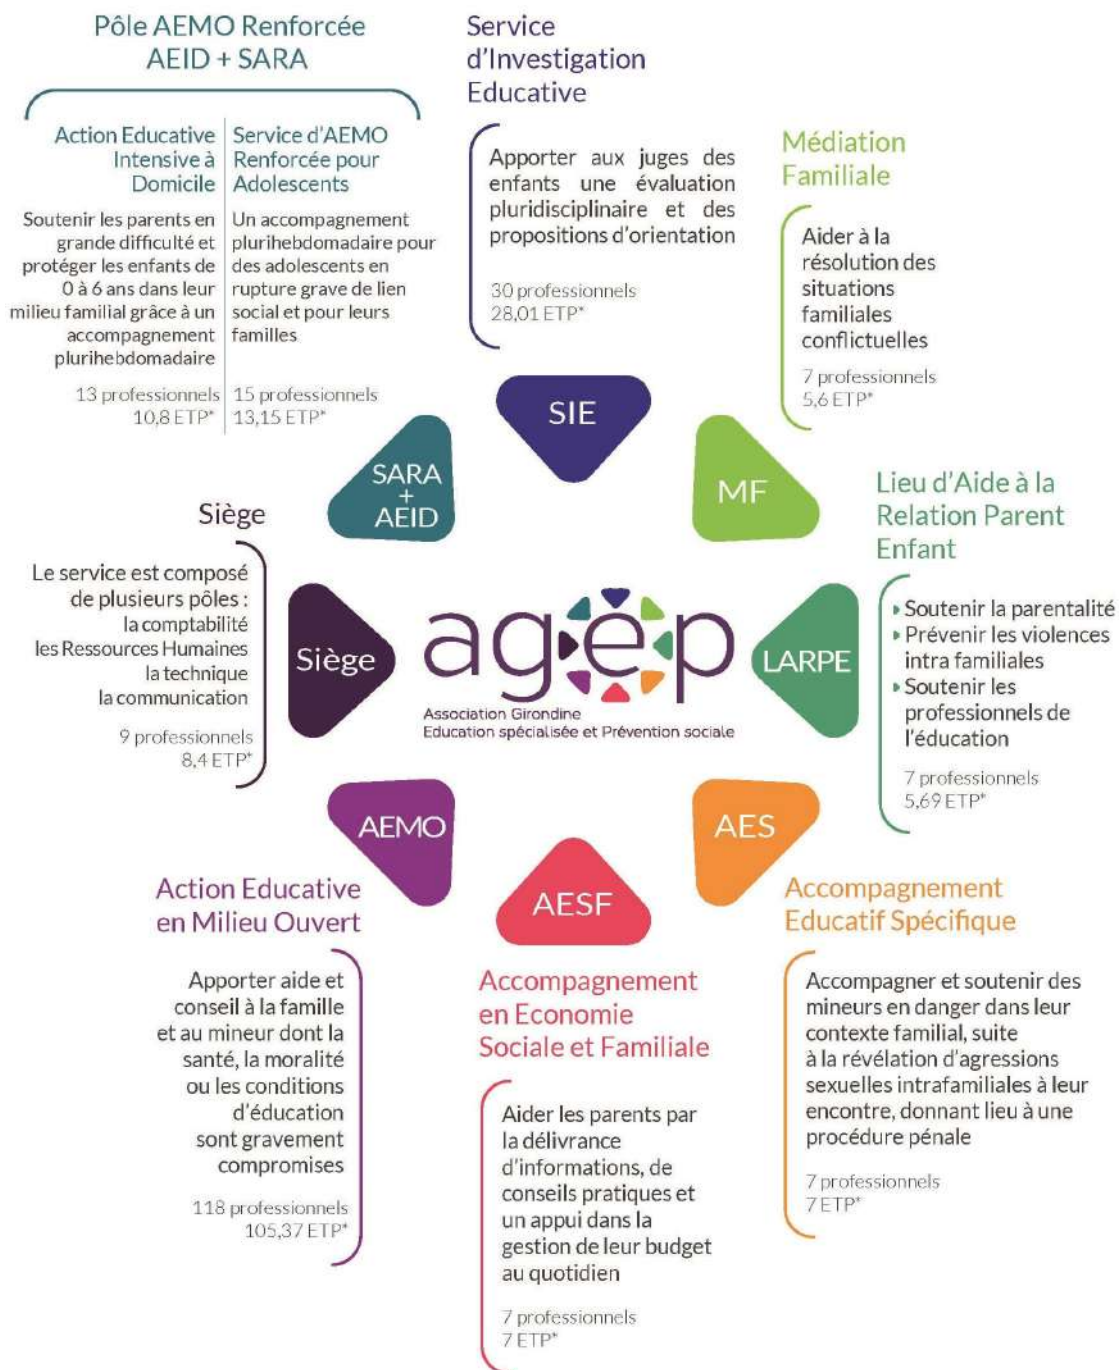 Pôle AEMO Renforcée
AEID + SARA
Action Educative
Intensive à
Domicile
Soutenir les parents en
grande difficulté et
protéger les enfants de
0 à 6 ans dans leur
milieu familial grâce à un
accompagnement
plurihebdomadaire
13 professionnels
10,8 ETP*
Service d'AEMO
Renforcée pour
Adolescents
Un accompagnement
plurihebdomadaire pour
des adolescents en
rupture grave de lien
social et pour leurs
familles
15 professionnels
13,15 ETP*
Service
d'Investigation
Educative
Apporter aux juges des
enfants une évaluation
pluridisciplinaire et des
propositions d'orientation
30 professionnels
28,01 ETP*
Médiation
Familiale
Aider à la
résolution des
situations
familiales
conflictuelles
7 professionnels
5,6 ETP*
SIE
SARA
+
AEID
MF
Siège
Le service est composé
de plusieurs pôles :
la comptabilité
les Ressources Humaines
la technique
la communication
9 professionnels
8,4 ETP*
Siège
agep
Association Girondine
Education spécialisée et Prévention sociale
LARPE
Lieu d'Aide à la
Relation Parent
Enfant
Soutenir la parentalité
Prévenir les violences
intra familiales
Soutenir les
professionnels de
l'éducation
7 professionnels
5,69 ETP*
AEMO
AESF
AES
Action Educative
en Milieu Ouvert
Apporter aide et
conseil à la famille
et au mineur dont la
santé, la moralité
ou les conditions
d'éducation
sont gravement
compromises
118 professionnels
105,37 ETP*
Accompagnement
en Economie
Sociale et Familiale
Aider les parents par
la délivrance
d'informations, de
conseils pratiques et
un appui dans la
gestion de leur budget
au quotidien
7 professionnels
7 ETP*
Accompagnement
Educatif Spécifique
Accompagner et soutenir des
mineurs en danger dans leur
contexte familial, suite
à la révélation d'agressions
sexuelles intrafamiliales à leur
encontre, donnant lieu à une
procédure pénale
7 professionnels
7 ETP*